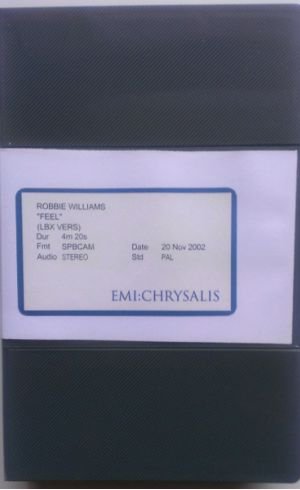 ROBBIE WILLIAMS
"FEEL"
(LBX VERS)
Dur 4m 20s
Fmt SPBCAM Date 20 Nov 2002
Audio STEREO Std PAL
EMI:CHRYSALIS